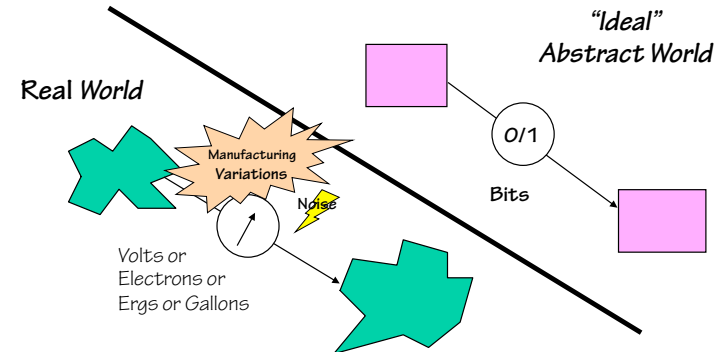 "Ideal"
Abstract World
Real World
0/1
Manufacturing
Variations
Noise
Bits
Volts or
Electrons or
Ergs or Gallons